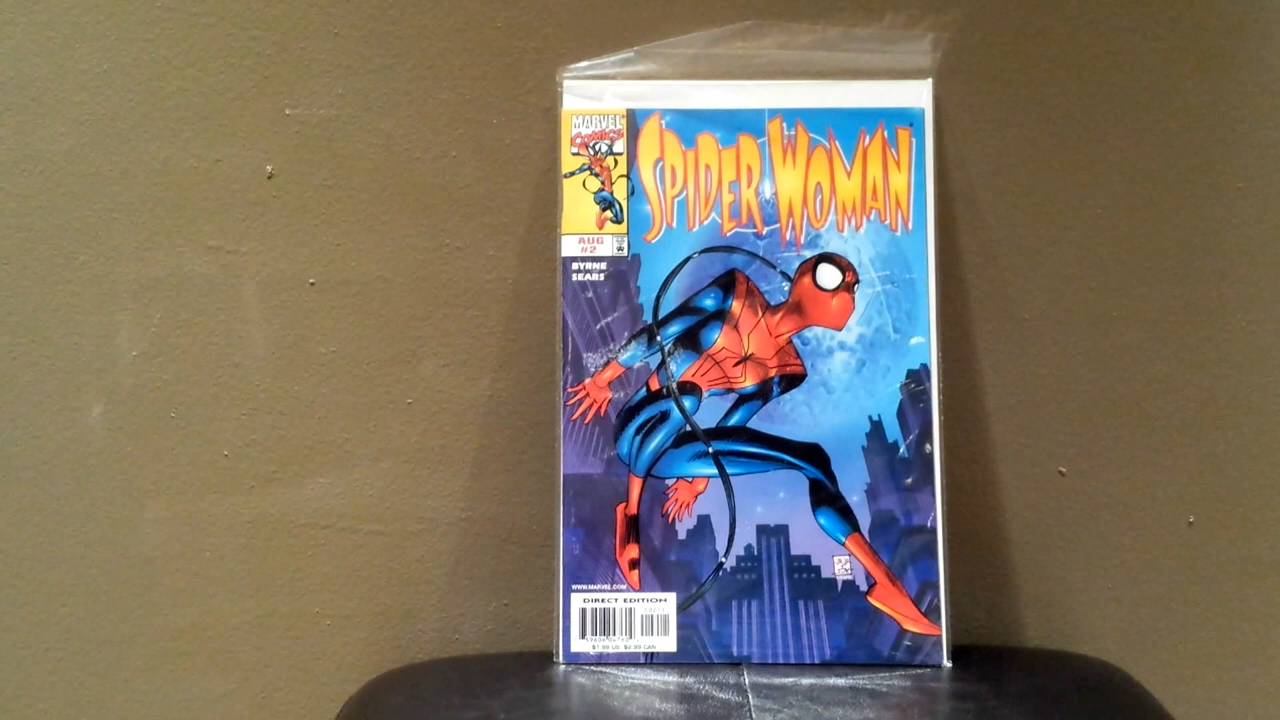 MARVEL
COMICS
SPIDER WOMAN
AUG
#2
BYRNE
SEARS
WWW.MARVEL.COM
DIRECT EDITION
$1.99 US $2.99 CAN